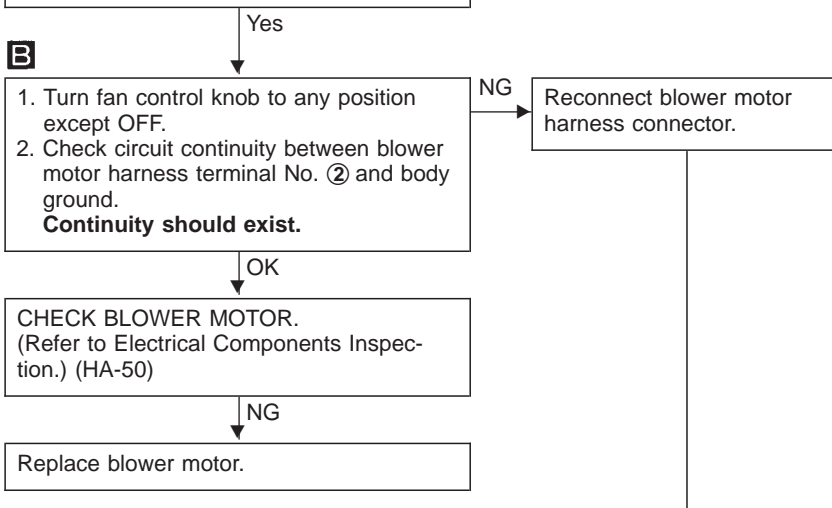 Yes
B
1. Turn fan control knob to any position
except OFF.
2. Check circuit continuity between blower
motor harness terminal No. ② and body
ground.
Continuity should exist.
NG
Reconnect blower motor
harness connector.
OK
CHECK BLOWER MOTOR.
(Refer to Electrical Components Inspec-
tion.) (HA-50)
NG
Replace blower motor.